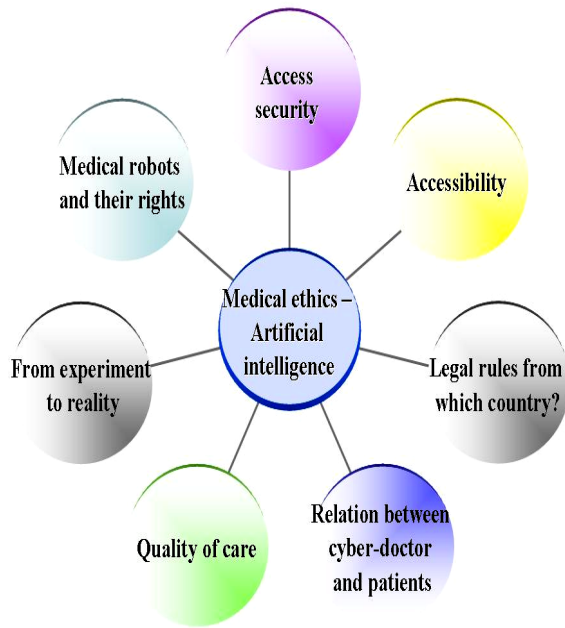 Access
security
Accessibility
Legal rules from
which country?
Relation between
cyber-doctor
and patients
Quality of care
From experiment
to reality
Medical robots
and their rights
Medical ethics –
Artificial
intelligence